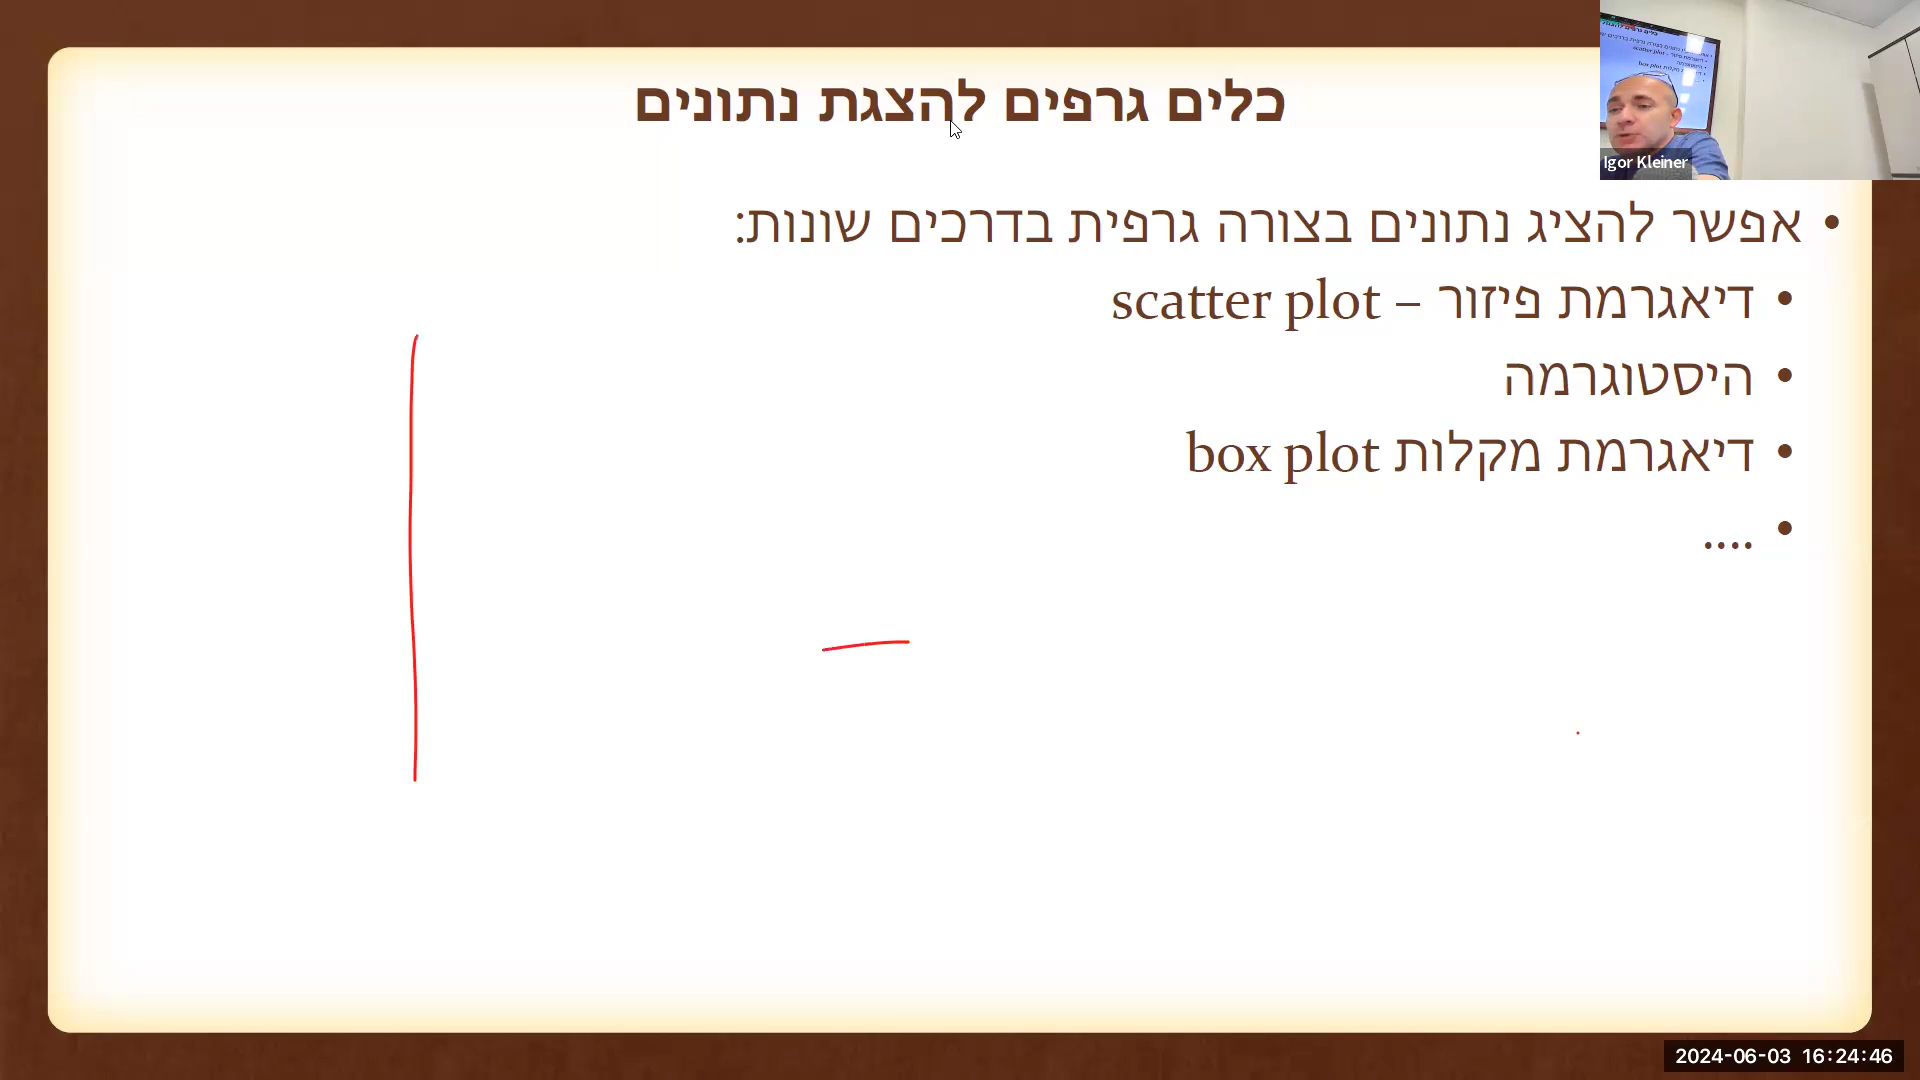 כלים גרפים להצגת נתונים
• אפשר להציג נתונים בצורה גרפית בדרכים שונות:
• דיאגרמת פיזור – scatter plot
• היסטוגרמה
• דיאגרמת מקלות box plot
• ....
Igor Kleiner
2024-06-03 16:24:46